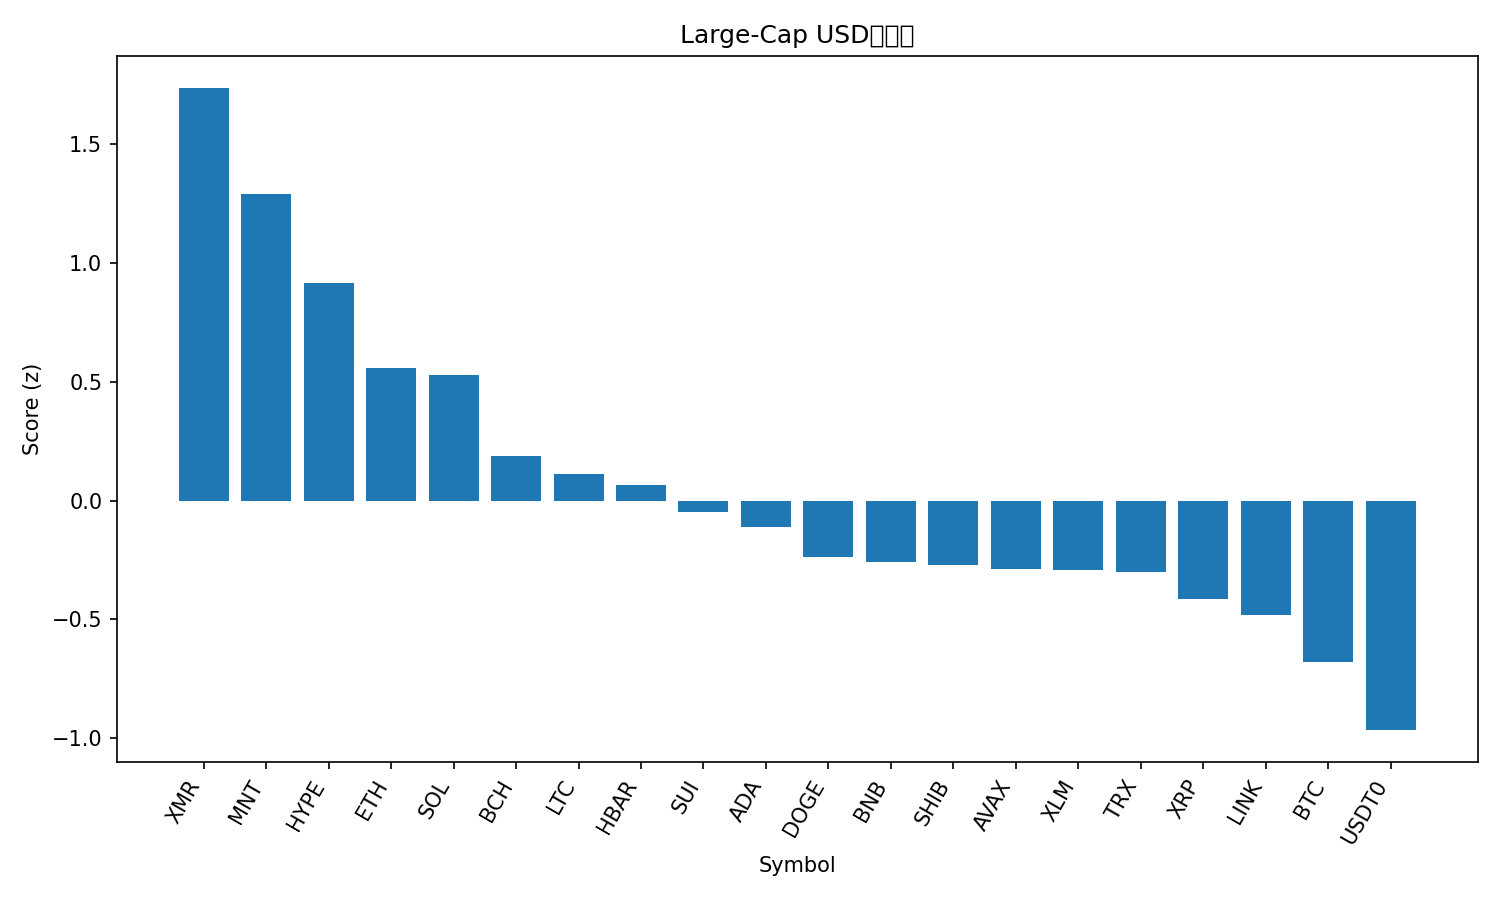 Large-Cap USD
Score (z)
1.5
1.0
0.5
0.0
−0.5
−1.0
XMR
MNT
HYPE
ETH
SOL
BCH
LTC
HBAR
SUI
ADA
DOGE
BNB
SHIB
AVAX
XLM
TRX
XRP
LINK
BTC
USDT0
Symbol